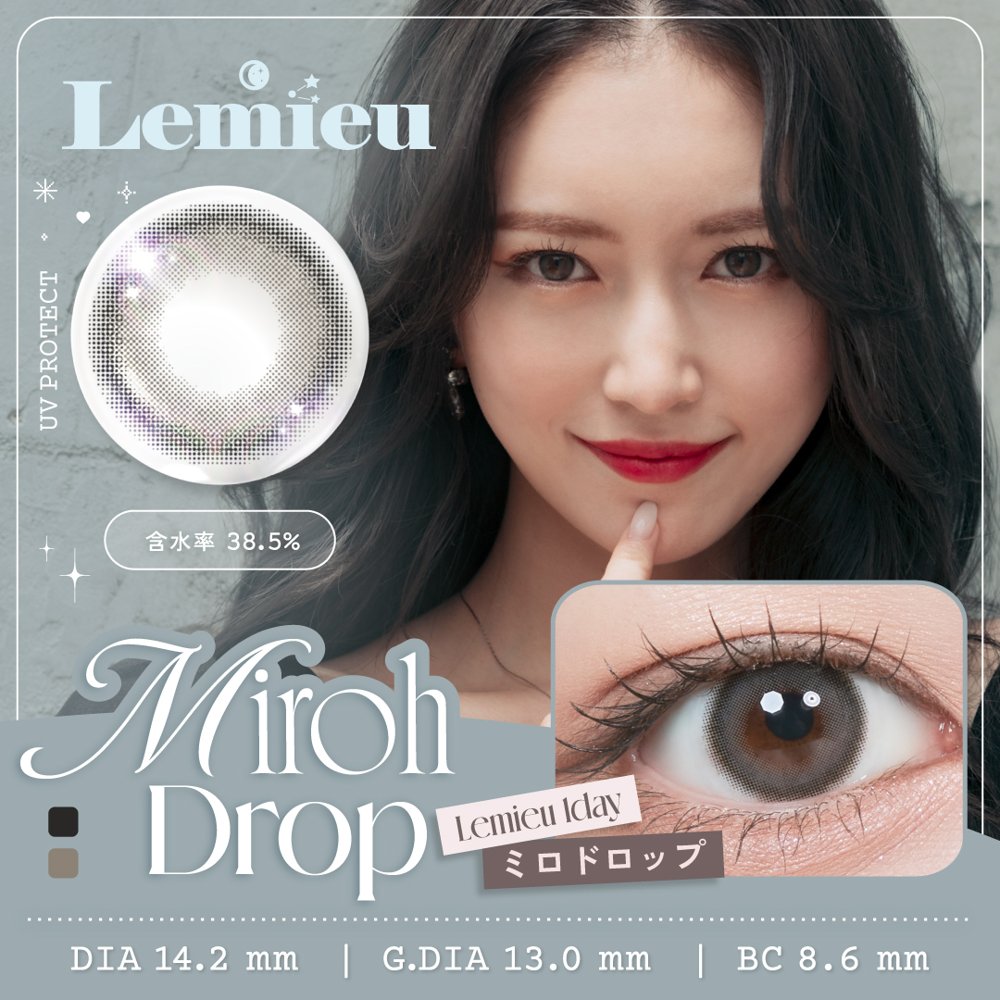 Lemieu
UV PROTECT
含水率 38.5%
Miroh
Drop
Lemieu 1day
ミロドロップ
DIA 14.2 mm | G.DIA 13.0 mm | BC 8.6 mm